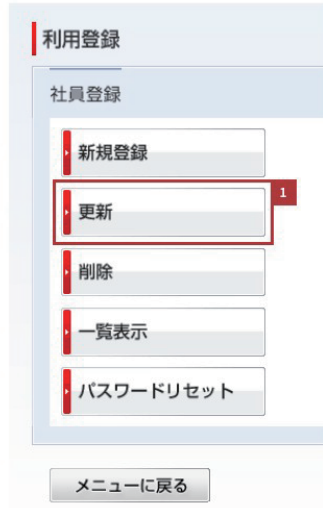 利用登録
社員登録
新規登録
更新
1
削除
一覧表示
パスワードリセット
メニューに戻る